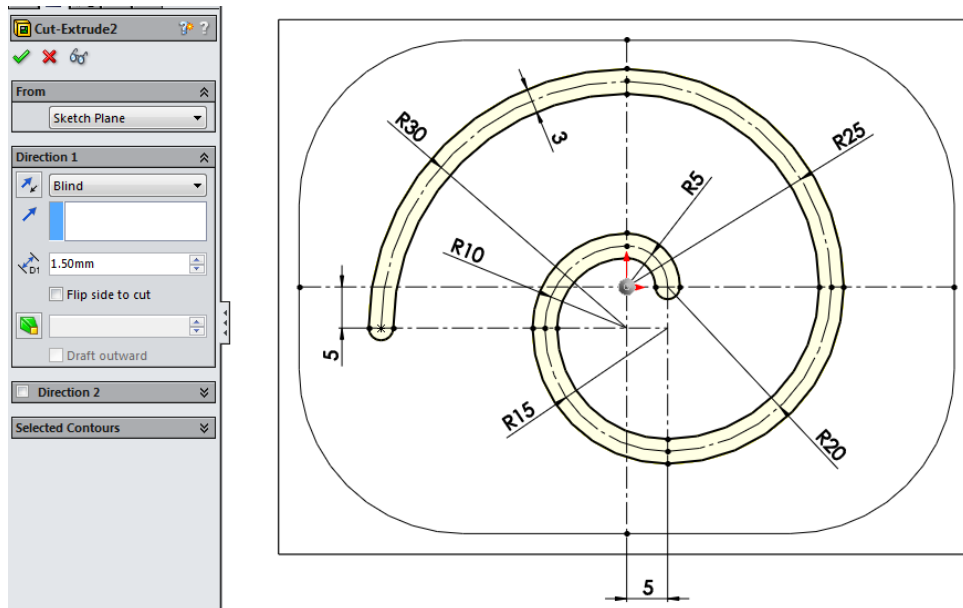 Cut-Extrude2
From
Sketch Plane
Direction 1
Blind
D1
1.50mm
Flip side to cut
Draft outward
Direction 2
Selected Contours
R30
3
R25
R5
R10
5
R15
R20
5